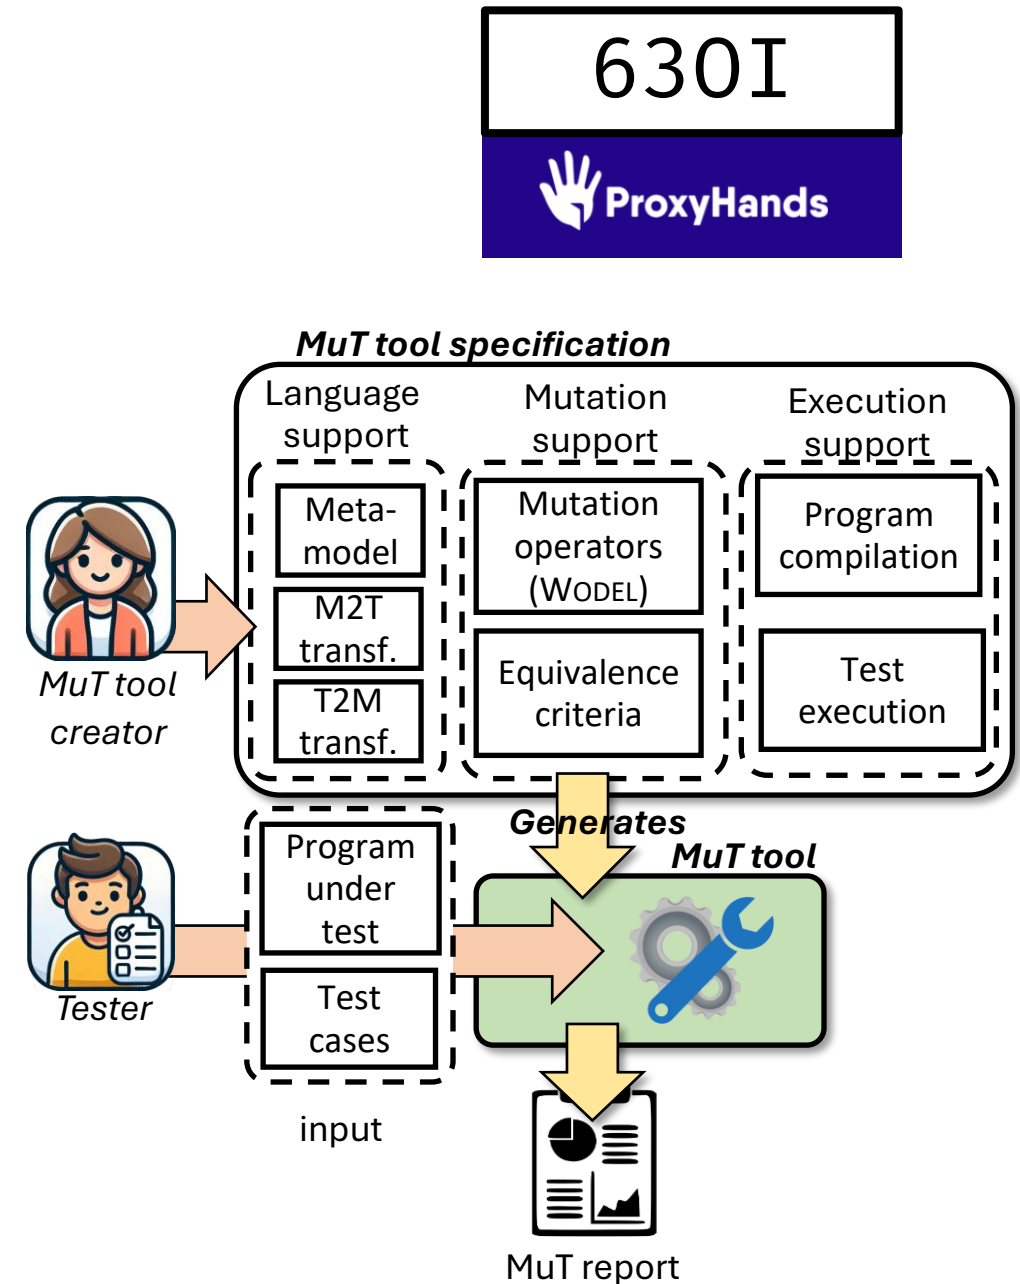 630I
ProxyHands
MuT tool specification
Language
support
Meta-
model
M2T
transf.
T2M
transf.
Mutation
support
Mutation
operators
(WODEL)
Equivalence
criteria
Execution
support
Program
compilation
Test
execution
MuT tool
creator
Generates
MuT tool
Tester
Program
under
test
Test
cases
input
MuT report